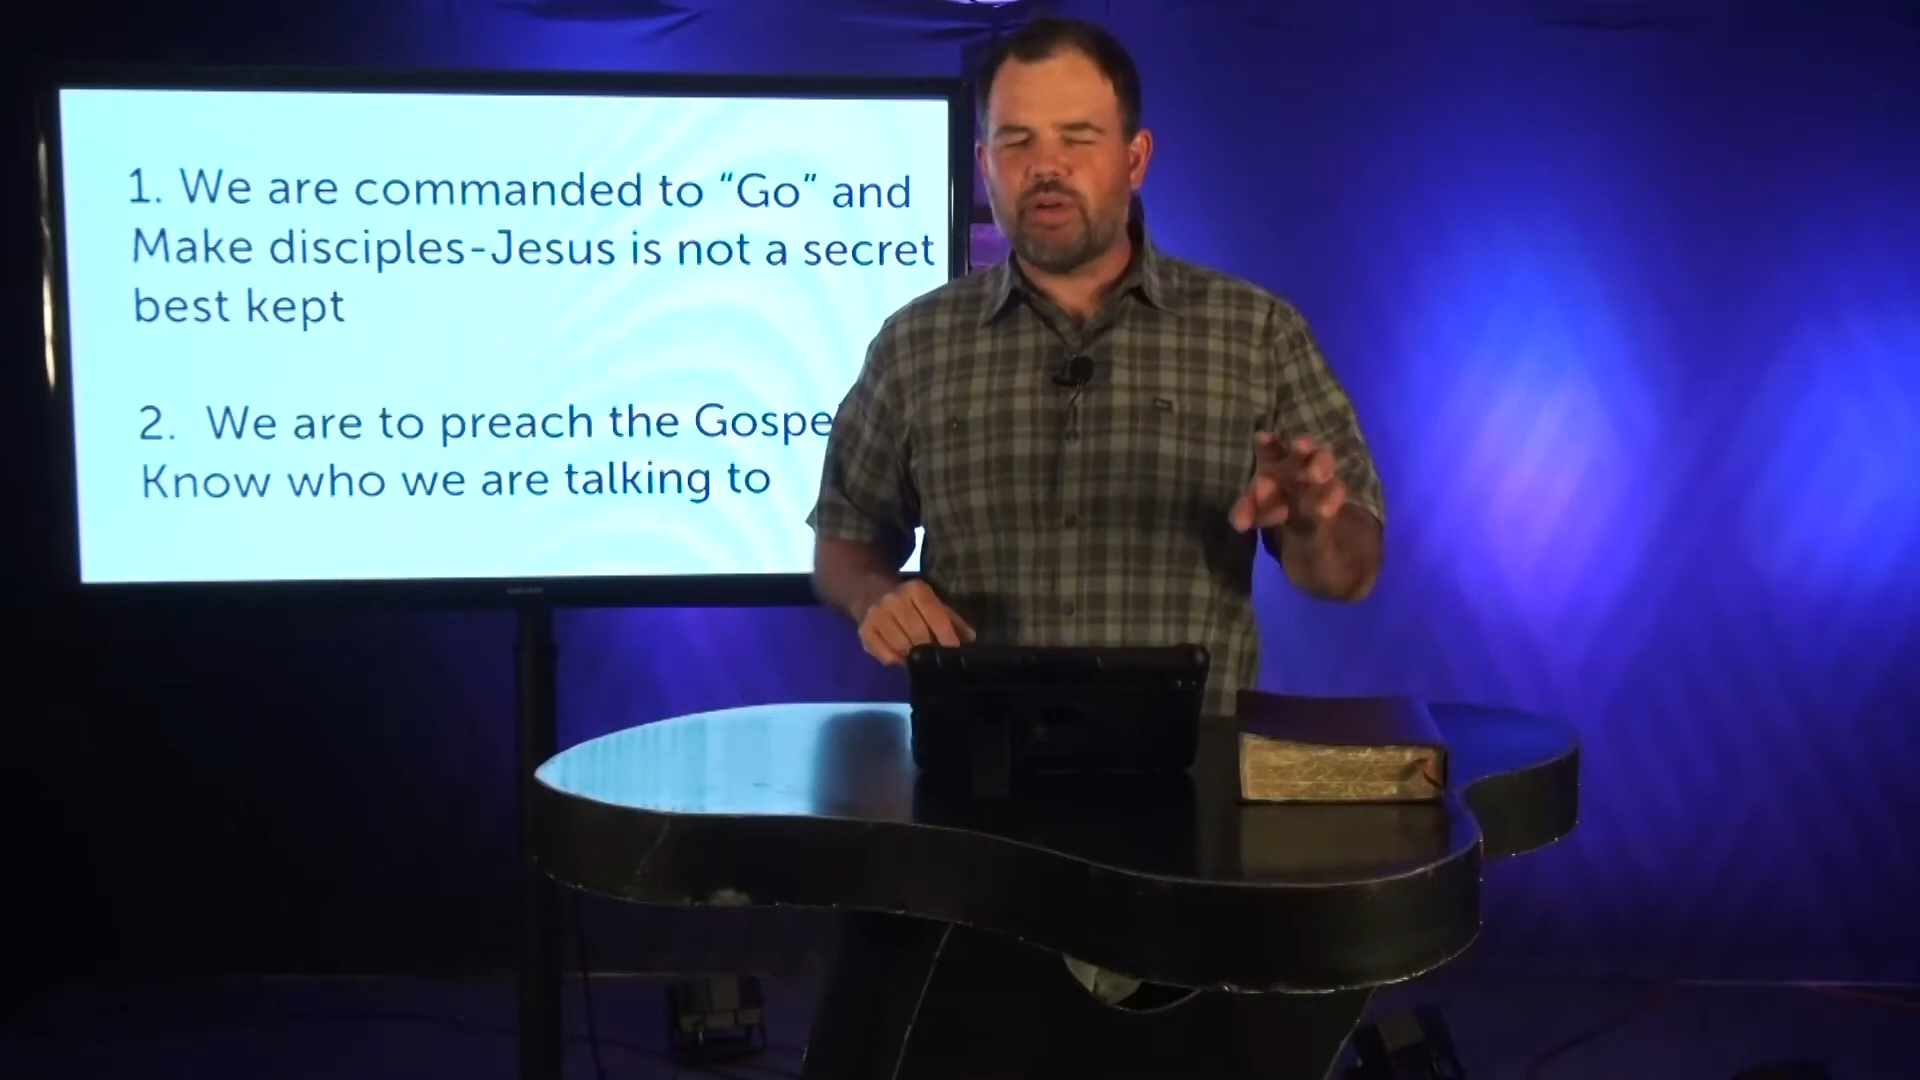 1. We are commanded to “Go” and
Make disciples-Jesus is not a secret
best kept
2. We are to preach the Gospe
Know who we are talking to